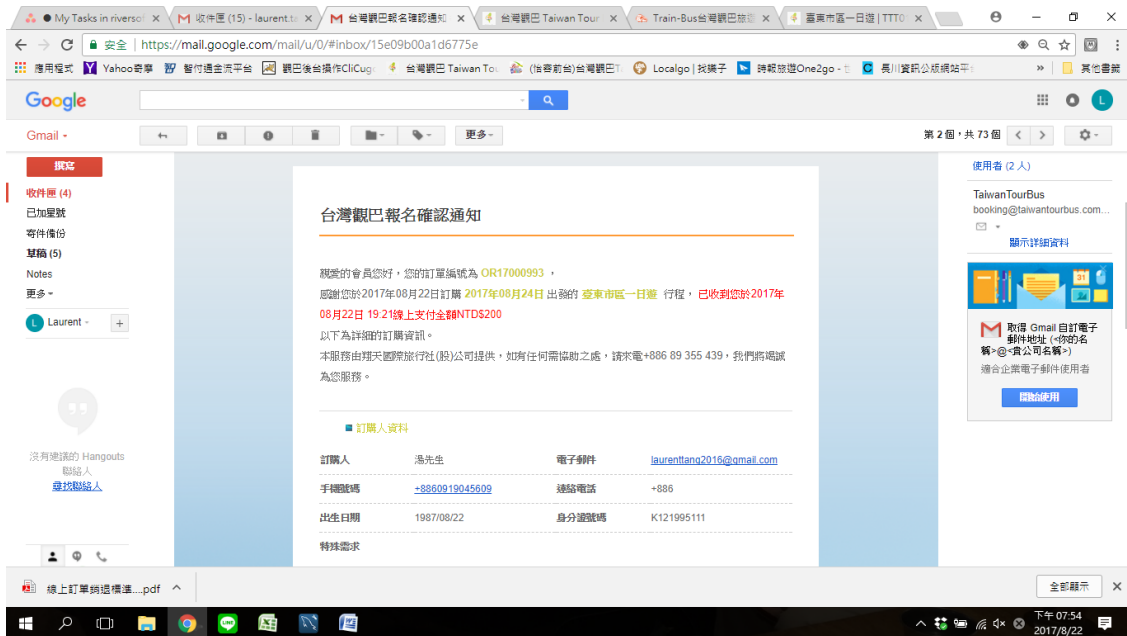 ● My Tasks in riversof
收件匣 (15) - laurent.ta
台灣觀巴報名確認通知
台灣觀巴 Taiwan Tour
Train-Bus台灣觀巴旅遊
臺東市區一日遊 | TTTO
安全 | https://mail.google.com/mail/u/0/#inbox/15e09b00a1d6775e
應用程式
Yahoo奇摩
智付通金流平台
觀巴後台操作CliCugo
台灣觀巴 Taiwan Tou
(怡容前台)台灣觀巴T
Localgo | 找樂子
時報旅遊One2go - t
長川資訊公版網站平台
»
其他書籤
Google
L
Gmail
更多
第 2 個，共 73 個
撰寫
收件匣 (4)
已加星號
寄件備份
草稿 (5)
Notes
更多
L Laurent
+
沒有建議的 Hangouts
聯絡人
尋找聯絡人
台灣觀巴報名確認通知
親愛的會員您好，您的訂單編號為 OR17000993 ，
感謝您於2017年08月22日訂購 2017年08月24日 出發的 臺東市區一日遊 行程， 已收到您於2017年
08月22日 19:21線上支付金額NTD$200
以下為詳細的訂購資訊。
本服務由翔天國際旅行社(股)公司提供，如有任何需協助之處，請來電+886 89 355 439，我們將竭誠
為您服務。
訂購人資料
訂購人 湯先生 電子郵件 laurenttang2016@gmail.com
手機號碼 +8860919045609 連絡電話 +886
出生日期 1987/08/22 身分證號碼 K121995111
特殊需求
使用者 (2 人)
TaiwanTourBus
booking@taiwantourbus.com...
顯示詳細資料
31
取得 Gmail 自訂電子
郵件地址 (<你的名
稱>@<貴公司名稱>)
適合企業電子郵件使用者
開始使用
線上訂單銷退標準....pdf
全部顯示
下午 07:54
2017/8/22